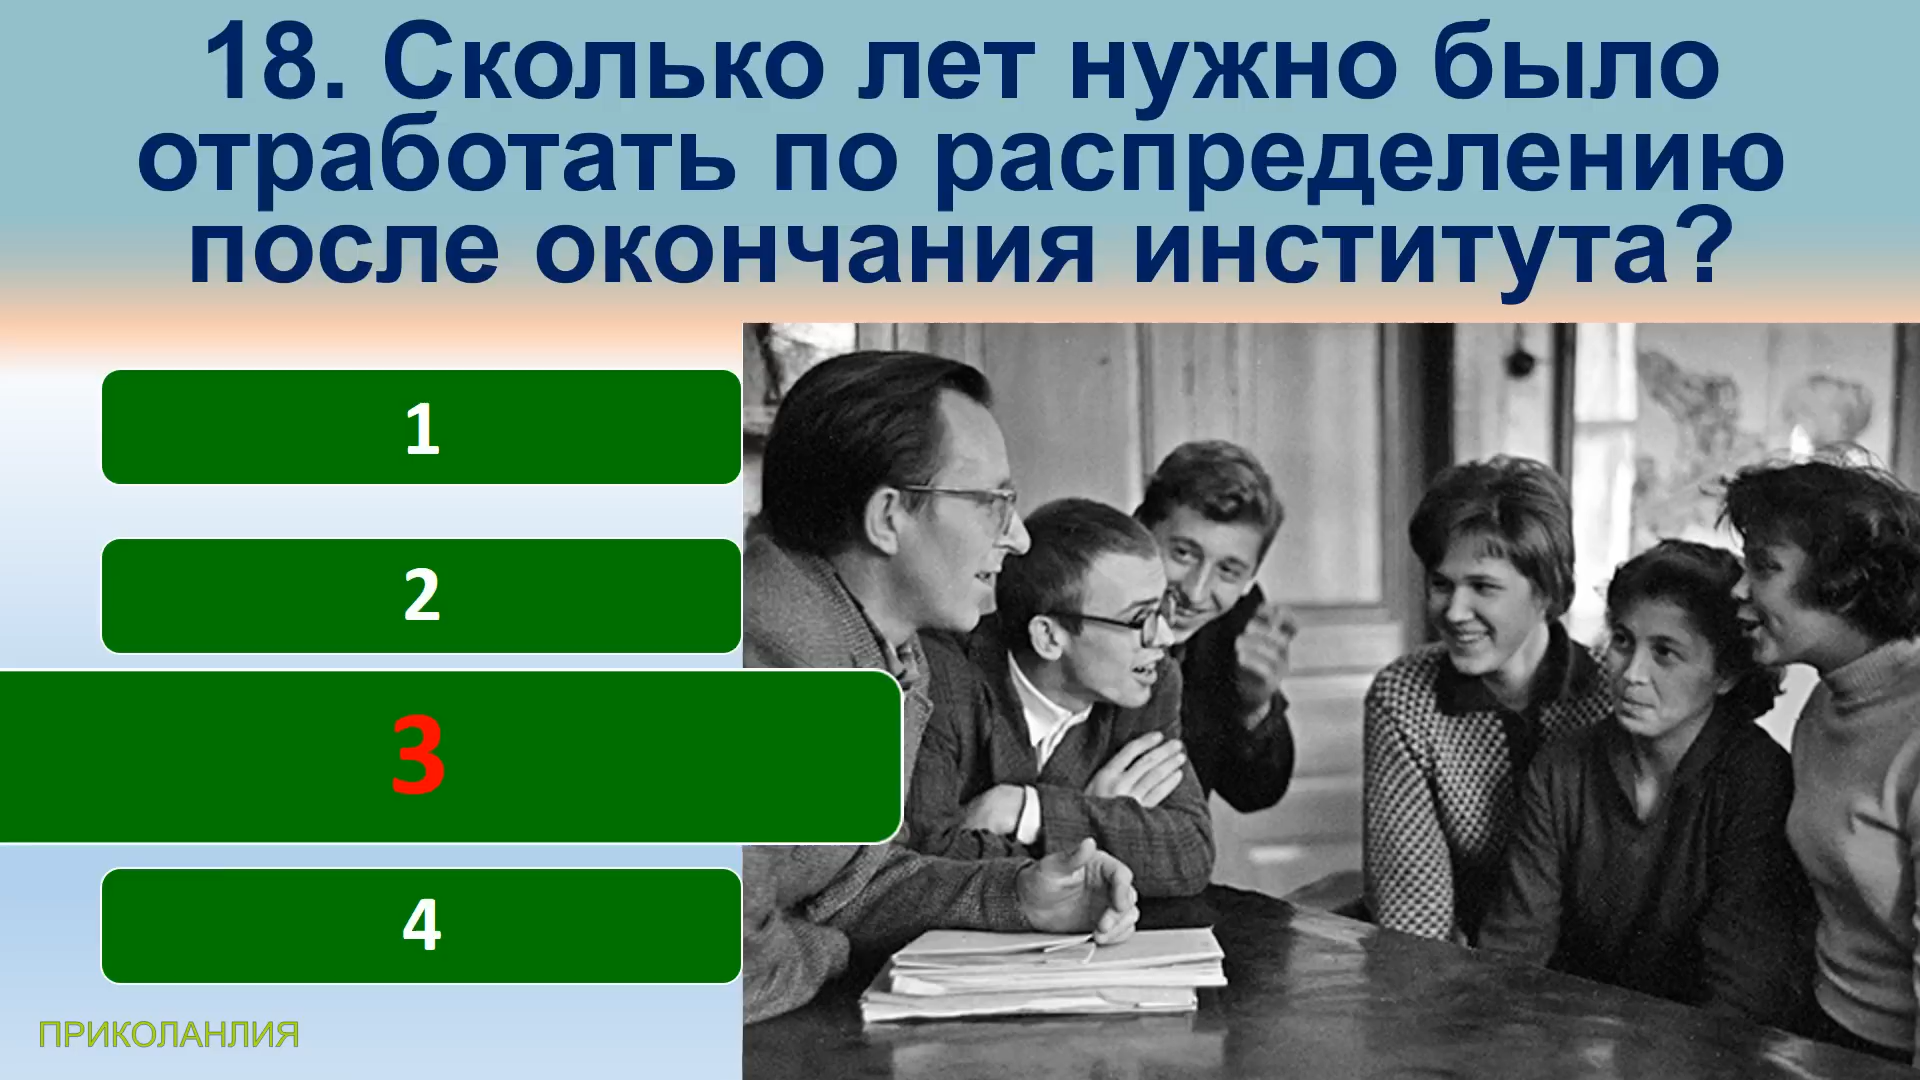 18. Сколько лет нужно было
отработать по распределению
после окончания института?
1
2
3
4
ПРИКОЛАНЛИЯ